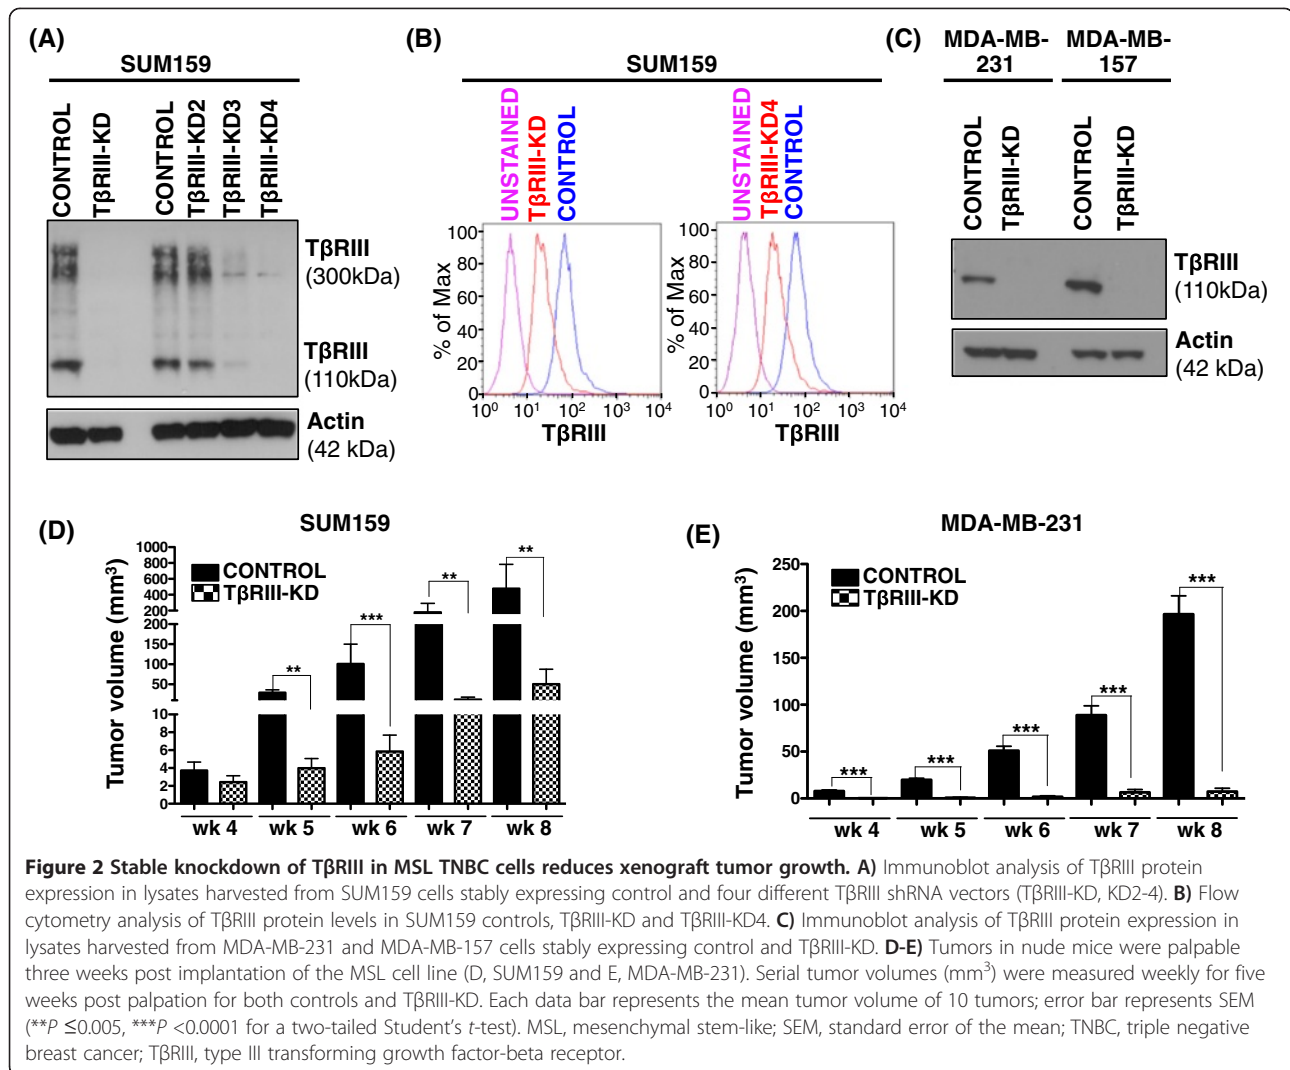 (A)
SUM159
CONTROL
TβRIII-KD
CONTROL
TβRIII-KD2
TβRIII-KD3
TβRIII-KD4
TβRIII
(300kDa)
TβRIII
(110kDa)
Actin
(42 kDa)
(B)
SUM159
UNSTAINED
TβRIII-KD
CONTROL
% of Max
100
80
60
40
20
0
10⁰ 10¹ 10² 10³ 10⁴
TβRIII
UNSTAINED
TβRIII-KD4
CONTROL
% of Max
100
80
60
40
20
0
10⁰ 10¹ 10² 10³ 10⁴
TβRIII
(C)
MDA-MB-
231
MDA-MB-
157
CONTROL
TβRIII-KD
CONTROL
TβRIII-KD
TβRIII
(110kDa)
Actin
(42 kDa)
(D)
SUM159
Tumor volume (mm³)
1000
800
600
400
200
200
150
100
50
10
8
6
4
2
0
CONTROL
TβRIII-KD
**
***
**
**
wk 4 wk 5 wk 6 wk 7 wk 8
(E)
MDA-MB-231
Tumor volume (mm³)
250
200
150
100
50
0
CONTROL
TβRIII-KD
***
***
***
***
***
wk 4 wk 5 wk 6 wk 7 wk 8
Figure 2 Stable knockdown of TβRIII in MSL TNBC cells reduces xenograft tumor growth. A) Immunoblot analysis of TβRIII protein
expression in lysates harvested from SUM159 cells stably expressing control and four different TβRIII shRNA vectors (TβRIII-KD, KD2-4). B) Flow
cytometry analysis of TβRIII protein levels in SUM159 controls, TβRIII-KD and TβRIII-KD4. C) Immunoblot analysis of TβRIII protein expression in
lysates harvested from MDA-MB-231 and MDA-MB-157 cells stably expressing control and TβRIII-KD. D-E) Tumors in nude mice were palpable
three weeks post implantation of the MSL cell line (D, SUM159 and E, MDA-MB-231). Serial tumor volumes (mm³) were measured weekly for five
weeks post palpation for both controls and TβRIII-KD. Each data bar represents the mean tumor volume of 10 tumors; error bar represents SEM
(**P ≤0.005, ***P <0.0001 for a two-tailed Student's t-test). MSL, mesenchymal stem-like; SEM, standard error of the mean; TNBC, triple negative
breast cancer; TβRIII, type III transforming growth factor-beta receptor.